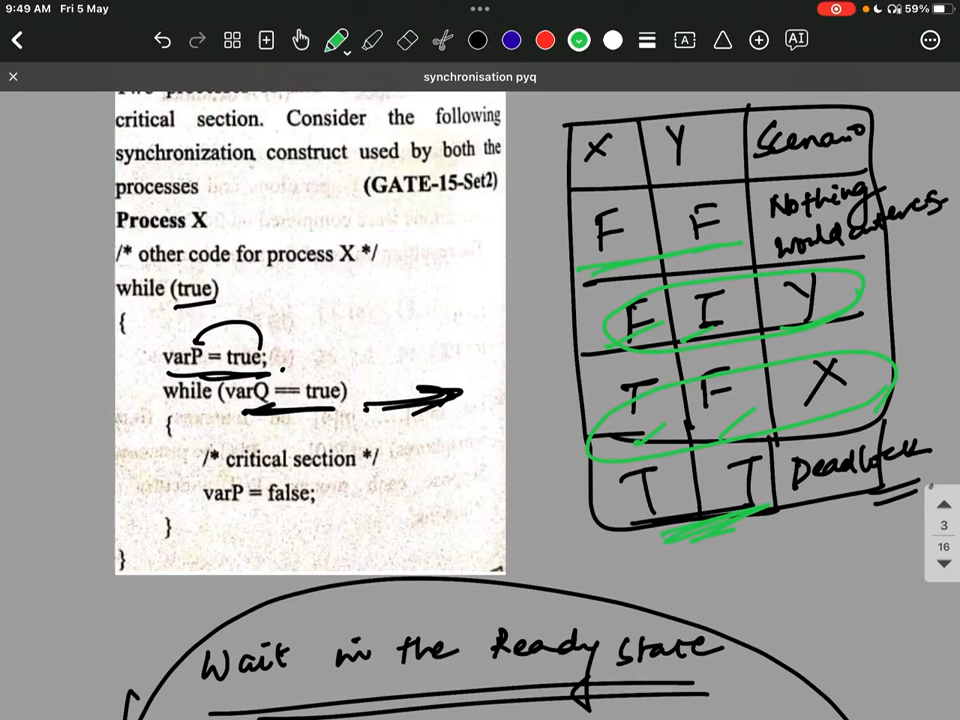 9:49 AM Fri 5 May
59%
synchronisation pyq
critical section. Consider the following
synchronization construct used by both the
processes (GATE-15-Set2)
Process X
/* other code for process X */
while (true)
{
varP = true;
while (varQ == true)
{
/* critical section */
varP = false;
}
}
X Y Scenario
F F Nothing
would
F I Y
T F X
T T Deadlock
Wait in the Ready state
A
AI
3
16